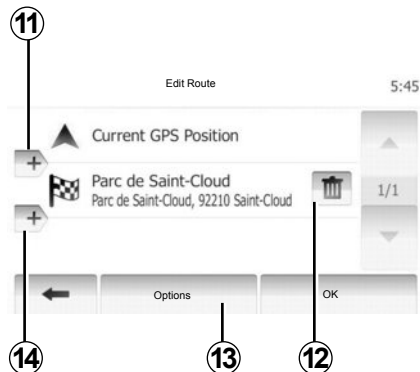 11
Edit Route
5:45
Current GPS Position
+
Parc de Saint-Cloud
Parc de Saint-Cloud, 92210 Saint-Cloud
1/1
+
Options
OK
14
13
12